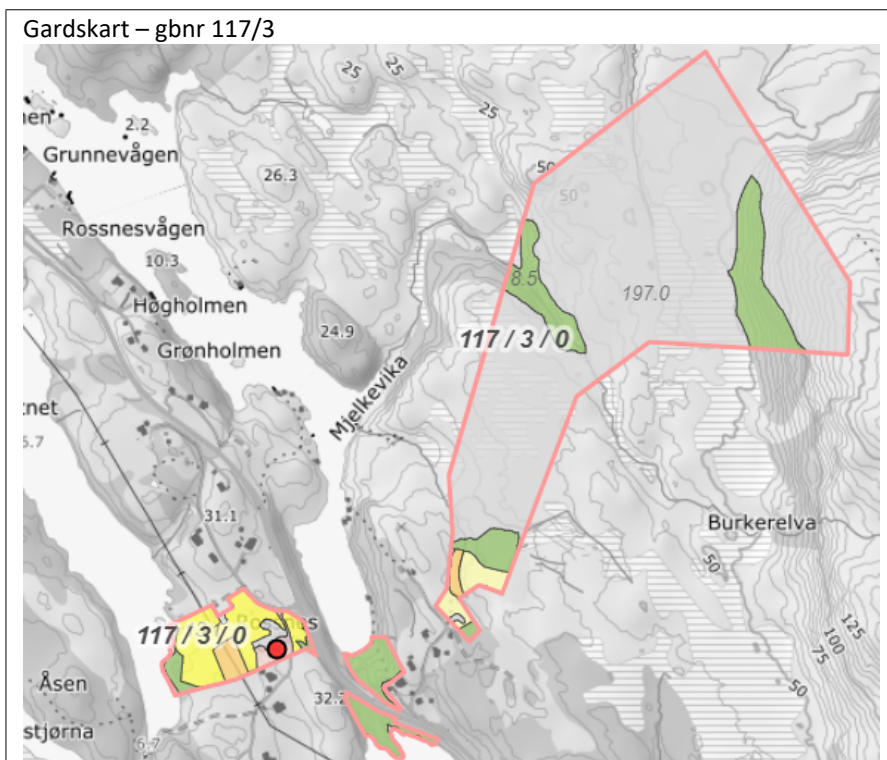 Gardskart – gbnr 117/3
25
25
25
2.2
Grunnevågen
50
50
26.3
Rossnesvågen
10.3
8.5
197.0
Høgholmen
24.9
117 / 3 / 0
Grønholmen
Mjelkevika
31.1
Burkerelva
50
125
100
75
117 / 3 / 0
Åsen
32.2
50
stjørna
6.7